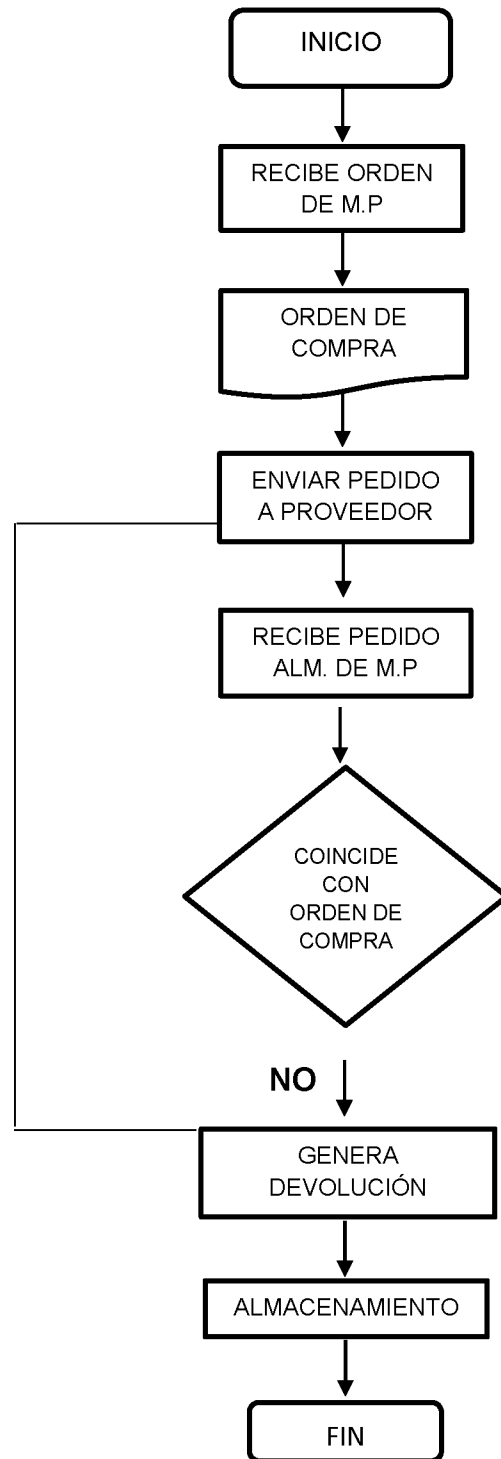 INICIO
RECIBE ORDEN
DE M.P
ORDEN DE
COMPRA
ENVIAR PEDIDO
A PROVEEDOR
RECIBE PEDIDO
ALM. DE M.P
COINCIDE
CON
ORDEN DE
COMPRA
NO
GENERA
DEVOLUCIÓN
ALMACENAMIENTO
FIN